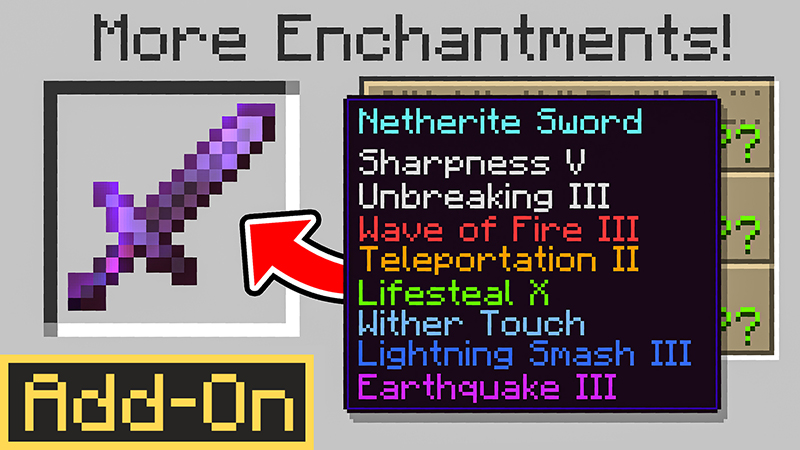 More Enchantments!
Netherite Sword
Sharpness V
Unbreaking III
Wave of Fire III
Teleportation II
Lifesteal X
Wither Touch
Lightning Smash III
Earthquake III
??
??
??
Add-On